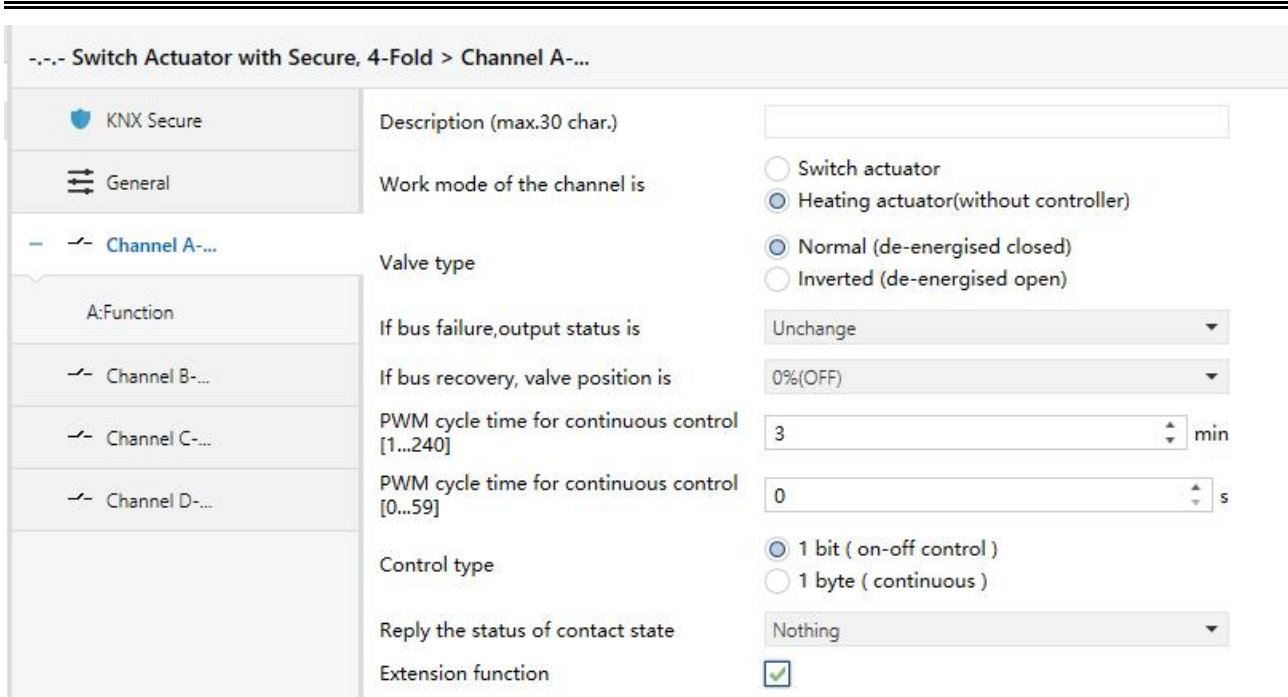 -.-.- Switch Actuator with Secure, 4-Fold > Channel A-...
KNX Secure
General
Channel A-...
A:Function
Channel B-...
Channel C-...
Channel D-...
Description (max.30 char.)
Work mode of the channel is
Switch actuator
Heating actuator(without controller)
Valve type
Normal (de-energised closed)
Inverted (de-energised open)
If bus failure,output status is
Unchange
If bus recovery, valve position is
0%(OFF)
PWM cycle time for continuous control
[1...240]
3
min
PWM cycle time for continuous control
[0...59]
0
s
Control type
1 bit ( on-off control )
1 byte ( continuous )
Reply the status of contact state
Nothing
Extension function